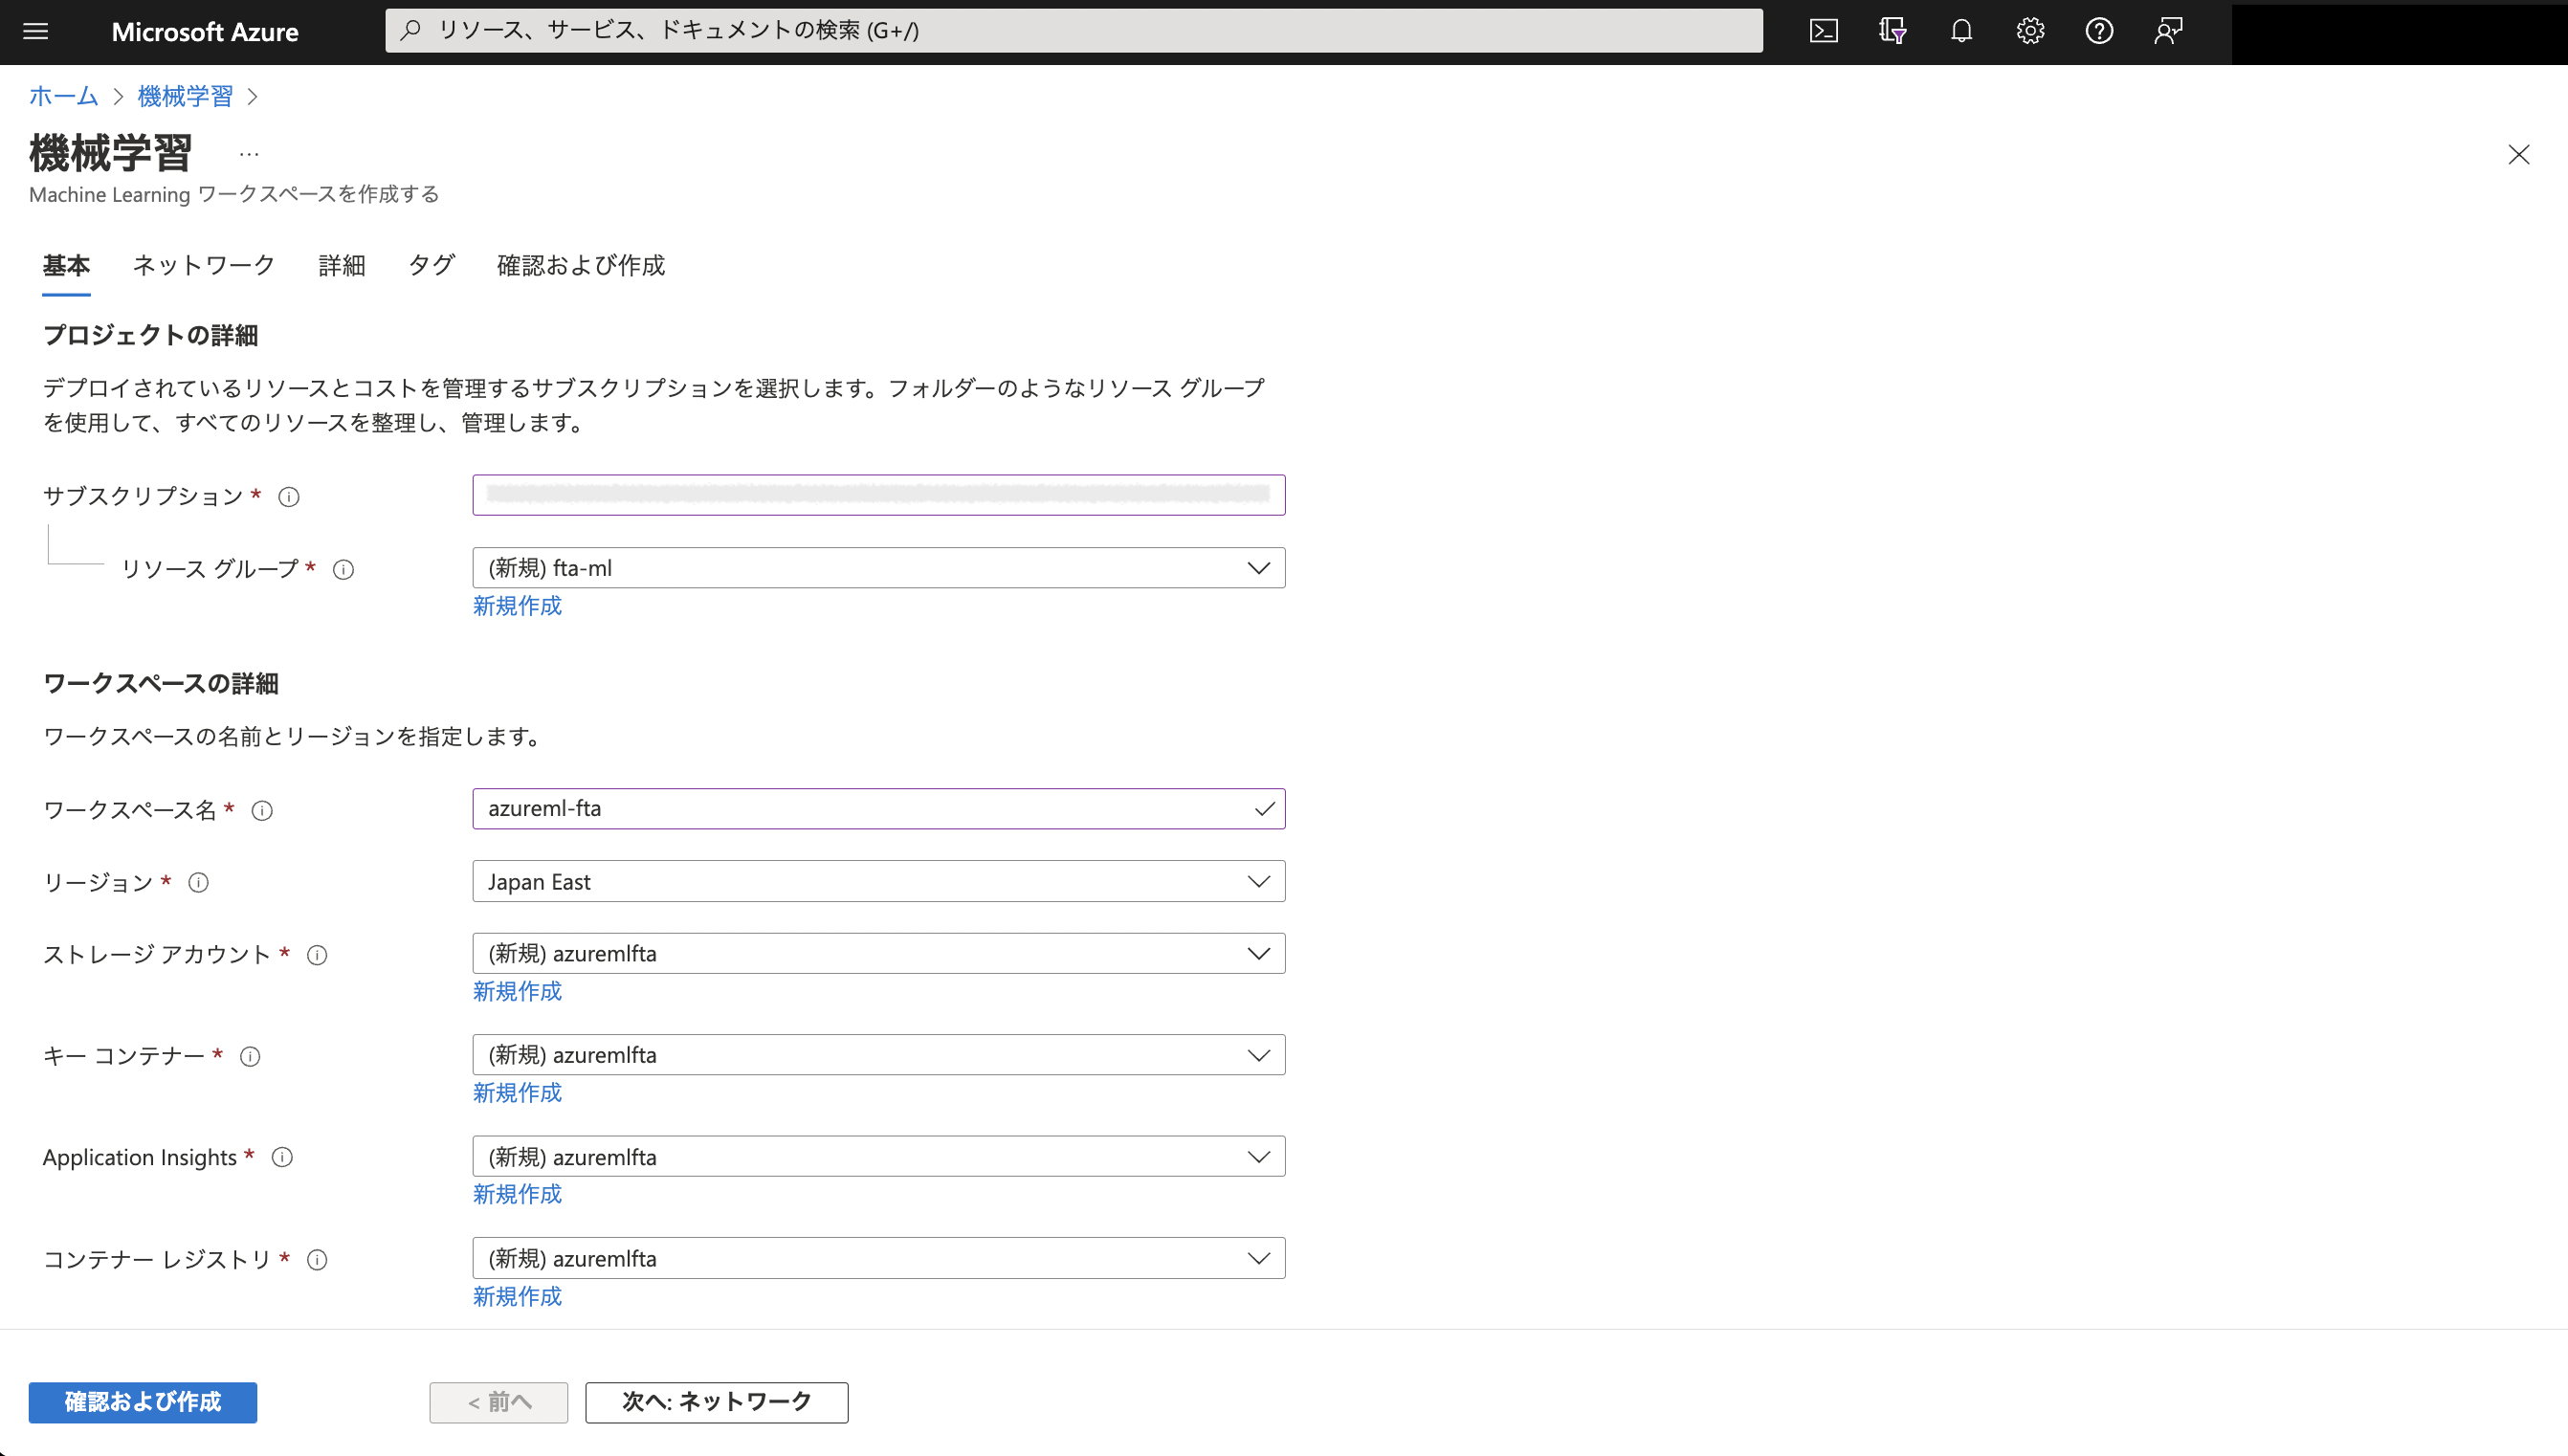 Microsoft Azure
リソース、サービス、ドキュメントの検索 (G+/)
ホーム > 機械学習 >
機械学習 ...
Machine Learning ワークスペースを作成する
基本 ネットワーク 詳細 タグ 確認および作成
プロジェクトの詳細
デプロイされているリソースとコストを管理するサブスクリプションを選択します。フォルダーのようなリソース グループ
を使用して、すべてのリソースを整理し、管理します。
サブスクリプション *
リソース グループ * (新規) fta-ml
新規作成
ワークスペースの詳細
ワークスペースの名前とリージョンを指定します。
ワークスペース名 * azureml-fta
リージョン * Japan East
ストレージ アカウント * (新規) azuremlfta
新規作成
キー コンテナー * (新規) azuremlfta
新規作成
Application Insights * (新規) azuremlfta
新規作成
コンテナー レジストリ * (新規) azuremlfta
新規作成
確認および作成 < 前へ 次へ: ネットワーク